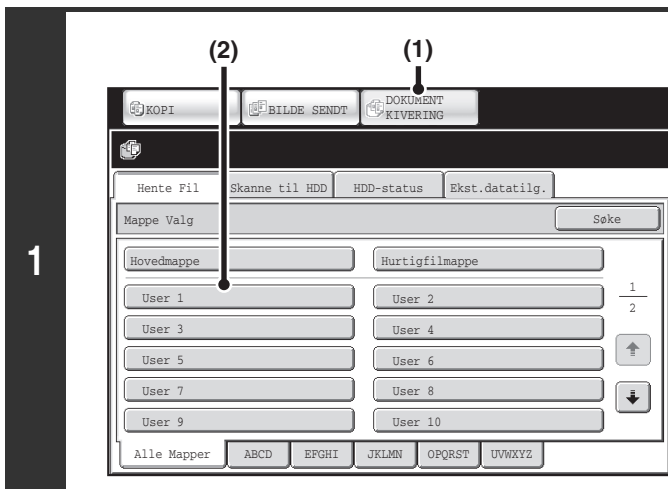 (2) (1)
KOPI BILDE SENDT DOKUMENT
KIVERING
Hente Fil Skanne til HDD HDD-status Ekst.datatilg.
Mappe Valg Søke
1
Hovedmappe Hurtigfilmappe
User 1 User 2
1
2
User 3 User 4
User 5 User 6
User 7 User 8
User 9 User 10
Alle Mapper ABCD EFGHI JKLMN OPQRST UVWXYZ